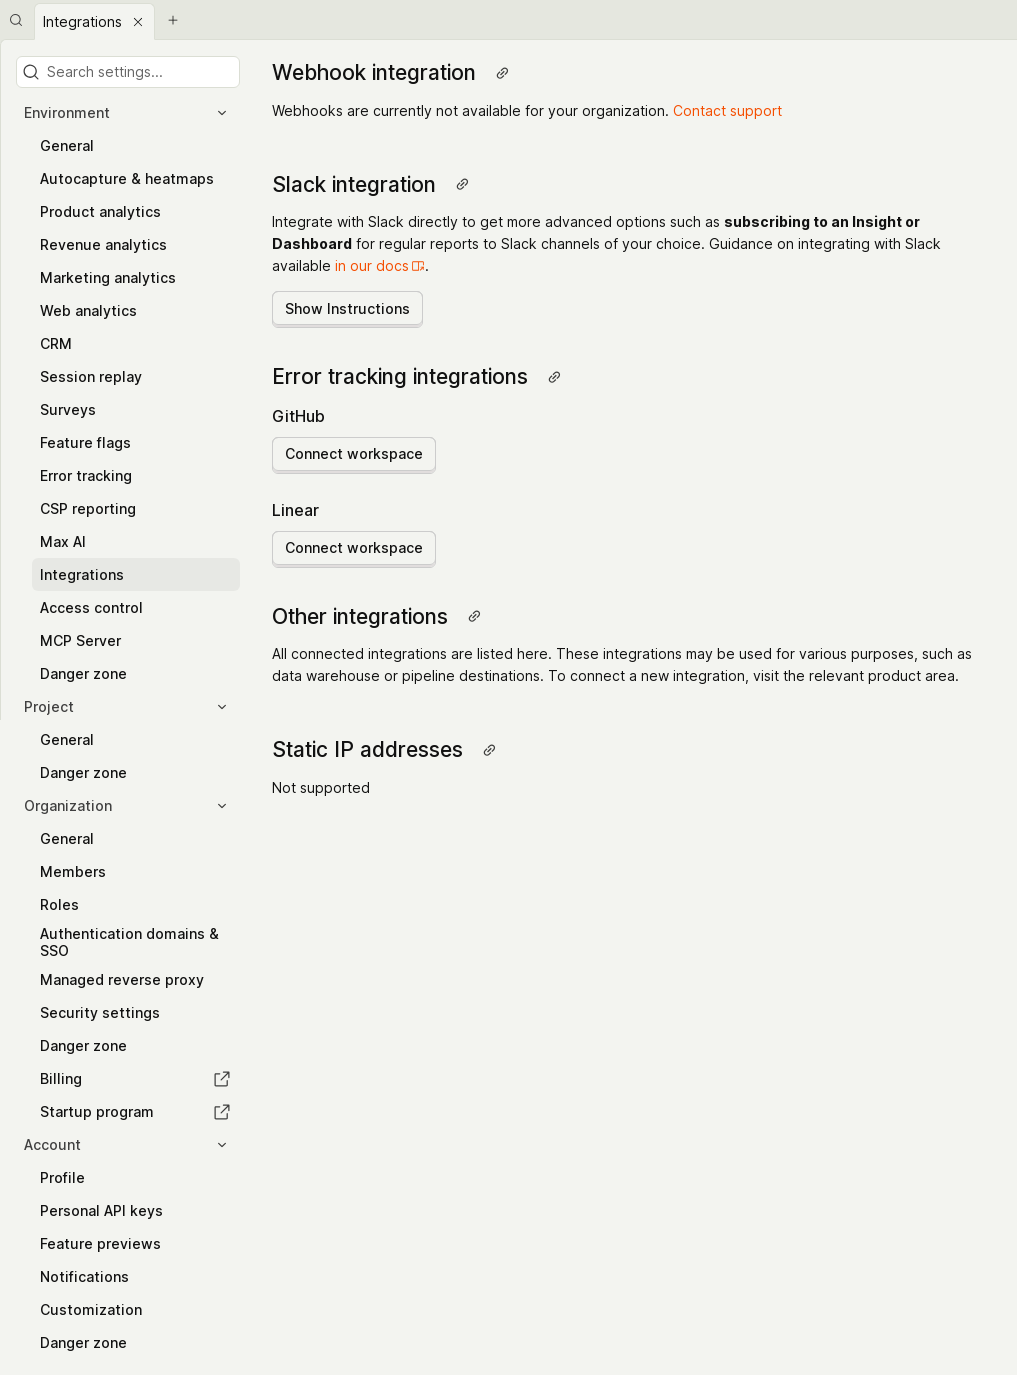 Integrations
Search settings...
Environment
General
Autocapture & heatmaps
Product analytics
Revenue analytics
Marketing analytics
Web analytics
CRM
Session replay
Surveys
Feature flags
Error tracking
CSP reporting
Max AI
Integrations
Access control
MCP Server
Danger zone
Project
General
Danger zone
Organization
General
Members
Roles
Authentication domains &
SSO
Managed reverse proxy
Security settings
Danger zone
Billing
Startup program
Account
Profile
Personal API keys
Feature previews
Notifications
Customization
Danger zone
Webhook integration
Webhooks are currently not available for your organization. Contact support
Slack integration
Integrate with Slack directly to get more advanced options such as subscribing to an Insight or
Dashboard for regular reports to Slack channels of your choice. Guidance on integrating with Slack
available in our docs.
Show Instructions
Error tracking integrations
GitHub
Connect workspace
Linear
Connect workspace
Other integrations
All connected integrations are listed here. These integrations may be used for various purposes, such as
data warehouse or pipeline destinations. To connect a new integration, visit the relevant product area.
Static IP addresses
Not supported